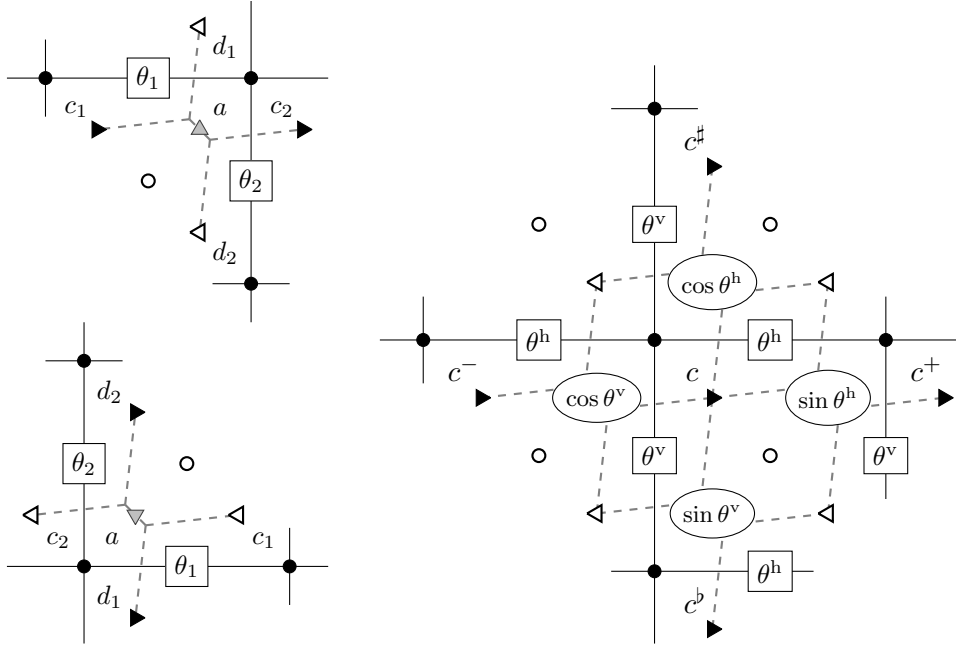 d₁
θ₁
c₁ a c₂
θ₂
d₂
d₂
θ₂
c₂ a c₁
θ₁
d₁
c♯
θᵛ
cos θʰ
θʰ θʰ
c⁻ c c⁺
cos θᵛ sin θʰ
θᵛ θᵛ
sin θᵛ
θʰ
c♭